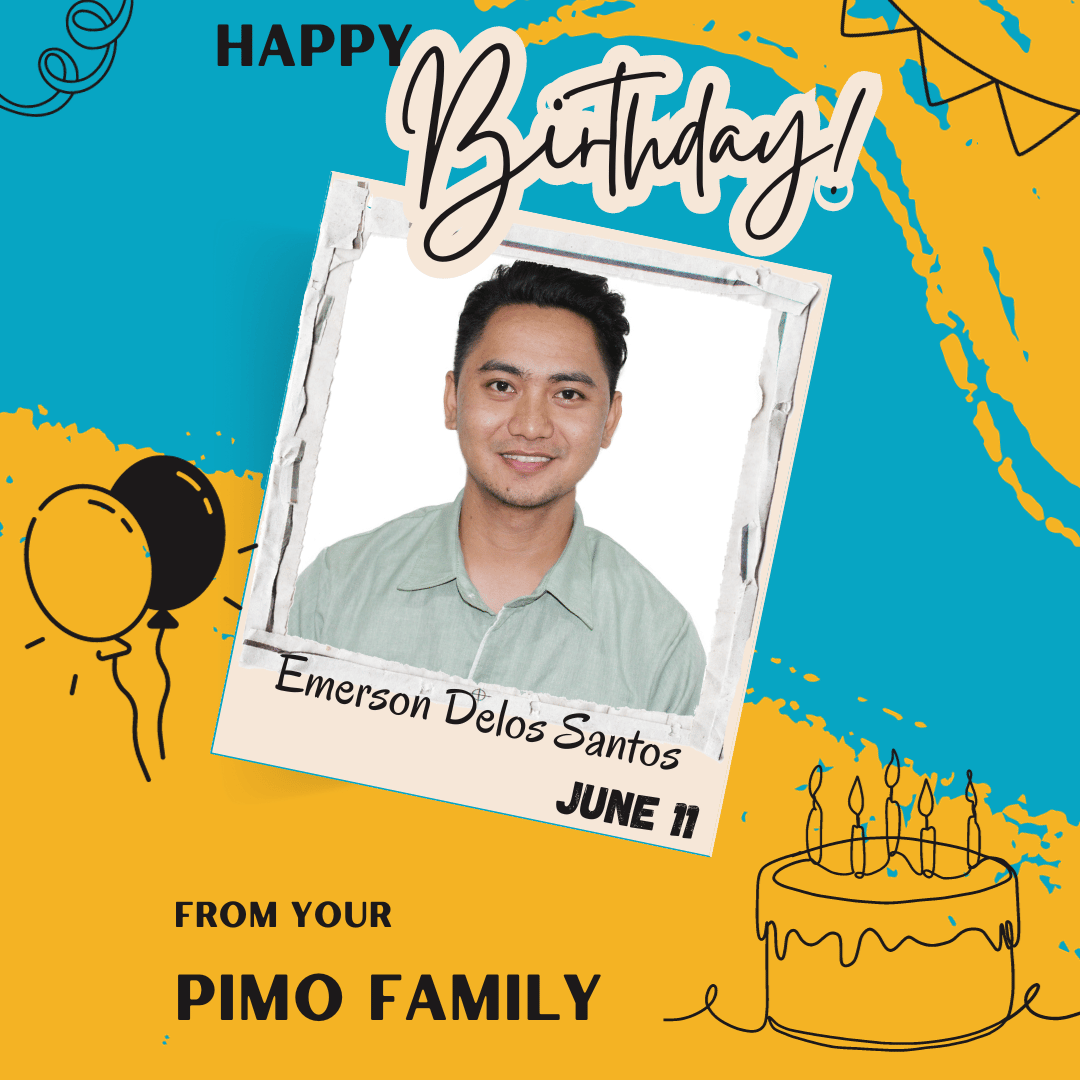 HAPPY
Birthday!
Emerson Delos Santos
JUNE 11
FROM YOUR
PIMO FAMILY